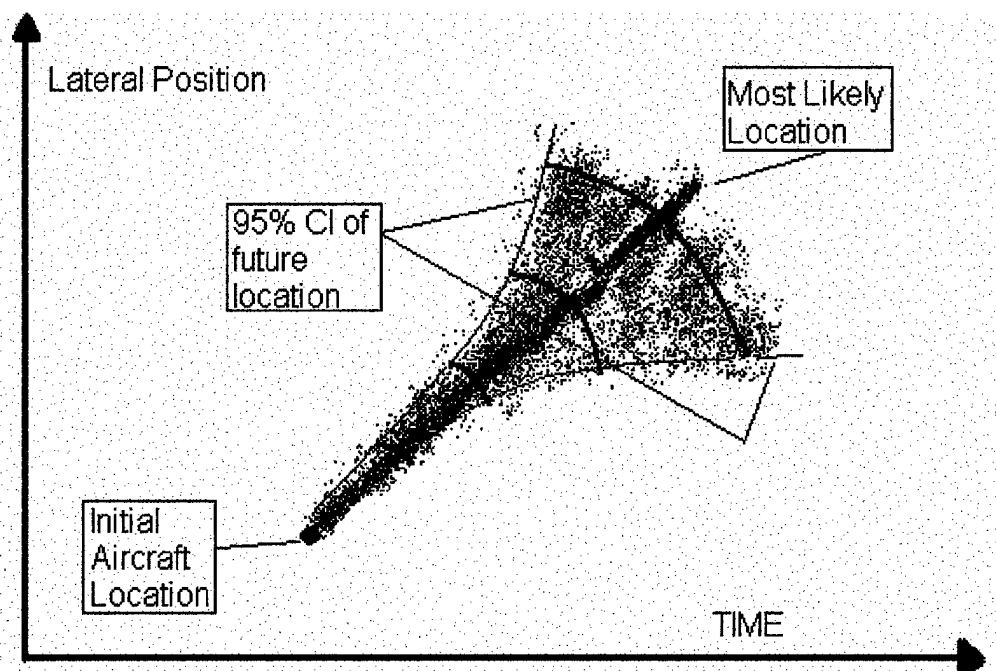 Lateral Position
Most Likely
Location
95% CI of
future
location
Initial
Aircraft
Location
TIME